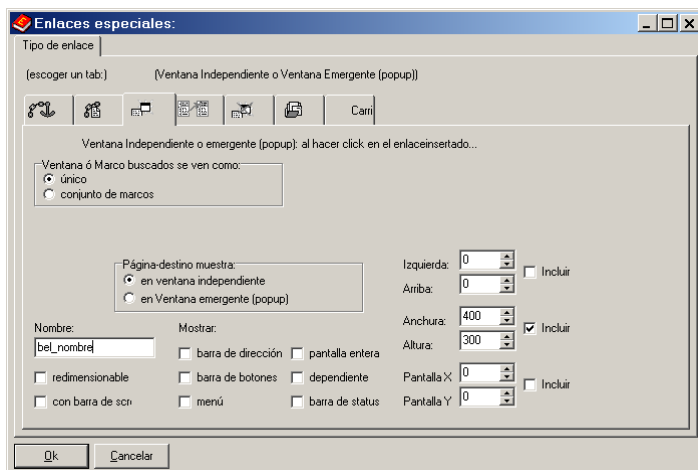 Enlaces especiales:
Tipo de enlace
(escoger un tab:) (Ventana Independiente o Ventana Emergente (popup))
Carri
Ventana Independiente o emergente (popup): al hacer click en el enlaceinsertado...
Ventana ó Marco buscados se ven como:
único
conjunto de marcos
Página-destino muestra:
en ventana independiente
en Ventana emergente (popup)
Izquierda: 0
Incluir
Arriba: 0
Anchura: 400
Incluir
Altura: 300
Pantalla X 0
Incluir
Pantalla Y 0
Nombre: Mostrar:
bel_nombre
barra de dirección pantalla entera
redimensionable barra de botones dependiente
con barra de scr menú barra de status
Ok Cancelar